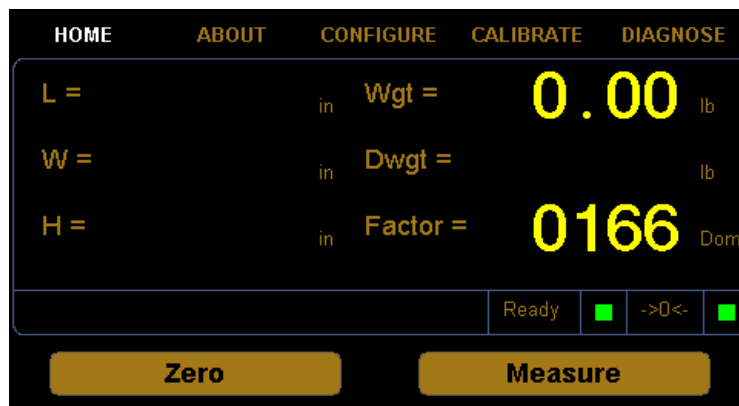 HOME ABOUT CONFIGURE CALIBRATE DIAGNOSE
L = in Wgt = 0.00 lb
W = in Dwgt = lb
H = in Factor = 0166 Dom
Ready ->0<-
Zero Measure